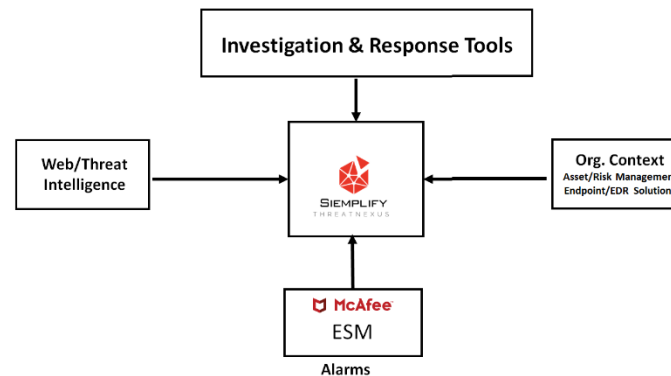 Investigation & Response Tools
Web/Threat
Intelligence
SIEMPLIFY
THREATNEXUS
Org. Context
Asset/Risk Managemen
Endpoint/EDR Solution
McAfee
ESM
Alarms